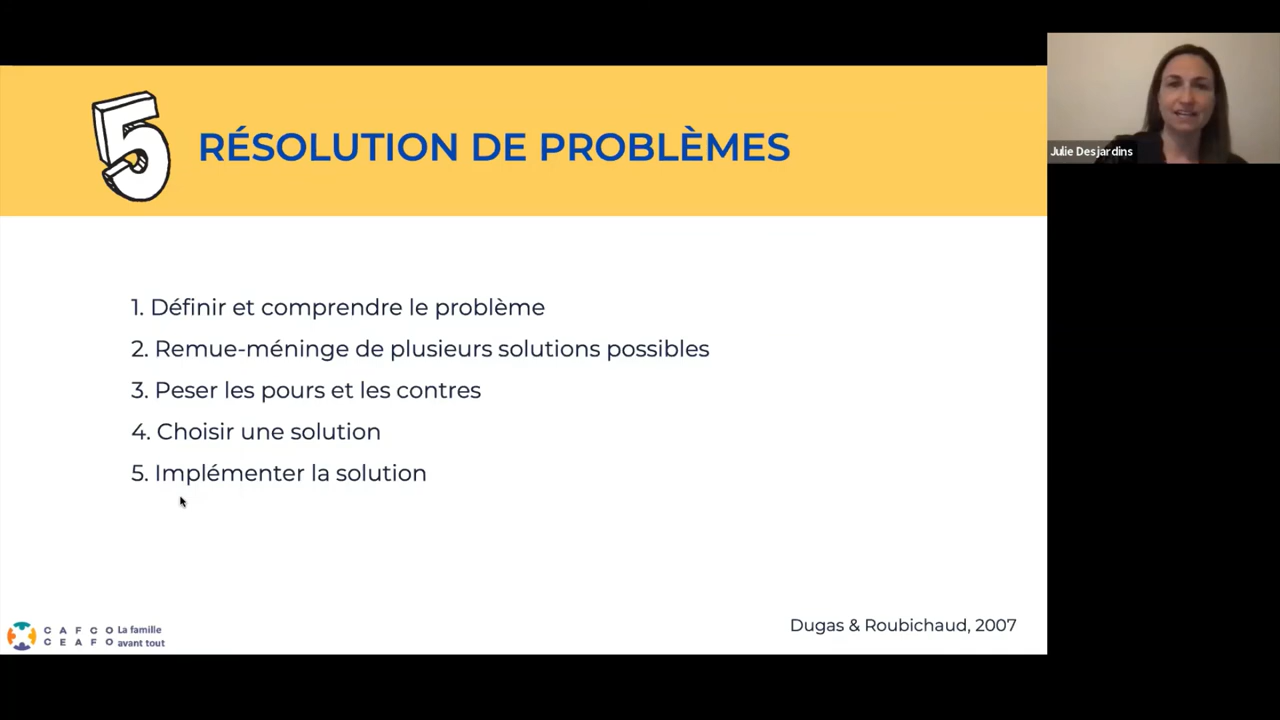 5
RÉSOLUTION DE PROBLÈMES
Julie Desjardins
1. Définir et comprendre le problème
2. Remue-méninge de plusieurs solutions possibles
3. Peser les pours et les contres
4. Choisir une solution
5. Implémenter la solution
Dugas & Roubichaud, 2007
CAFCO La famille
CEAFO avant tout